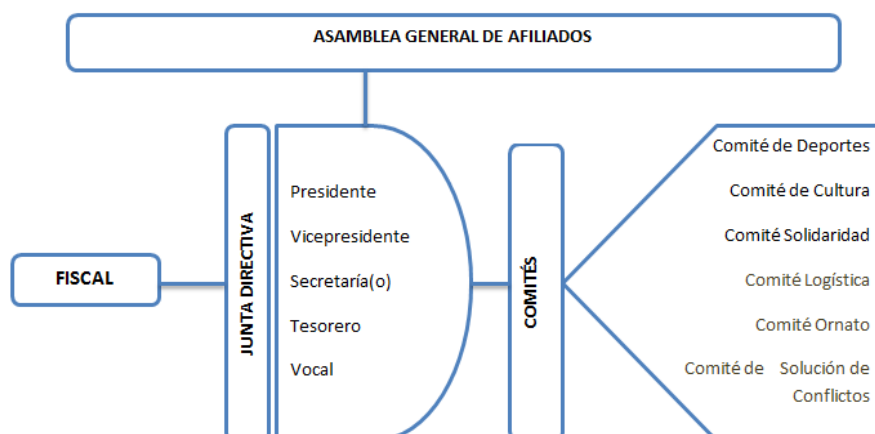 ASAMBLEA GENERAL DE AFILIADOS
FISCAL
JUNTA DIRECTIVA
Presidente
Vicepresidente
Secretaría(o)
Tesorero
Vocal
COMITÉS
Comité de Deportes
Comité de Cultura
Comité Solidaridad
Comité Logística
Comité Ornato
Comité de Solución de
Conflictos